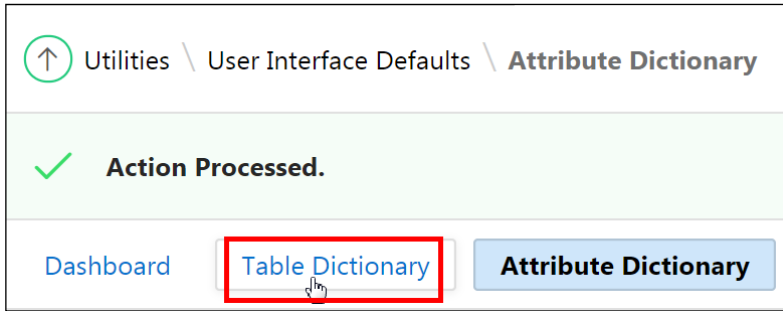 Utilities \ User Interface Defaults \ Attribute Dictionary
Action Processed.
Dashboard Table Dictionary Attribute Dictionary